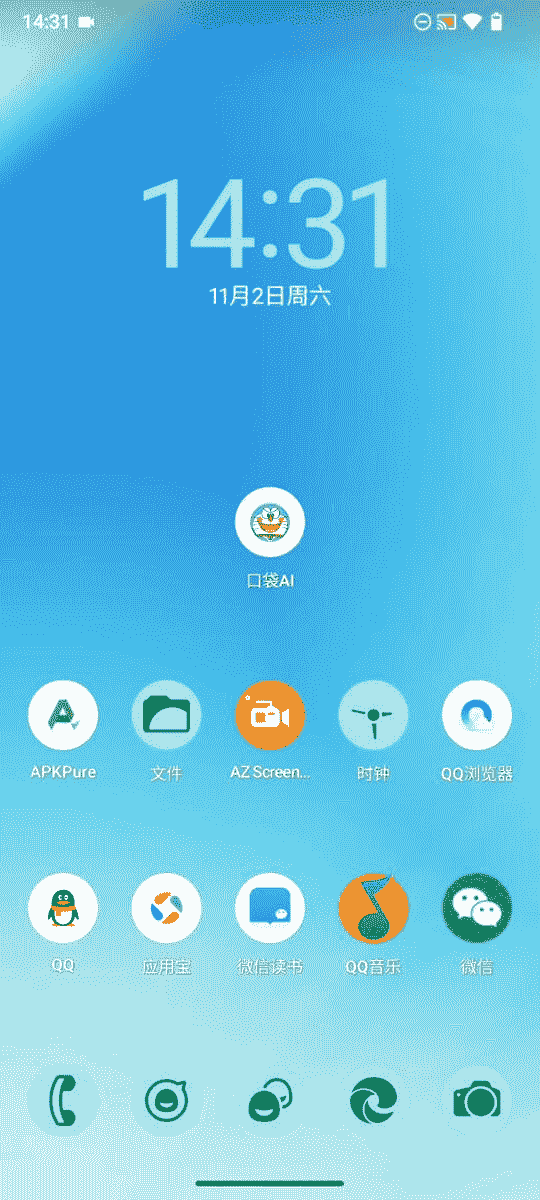 14:31
14:31
11月2日周六
口袋AI
APKPure
文件
AZ Screen...
时钟
QQ浏览器
QQ
应用宝
微信读书
QQ音乐
微信